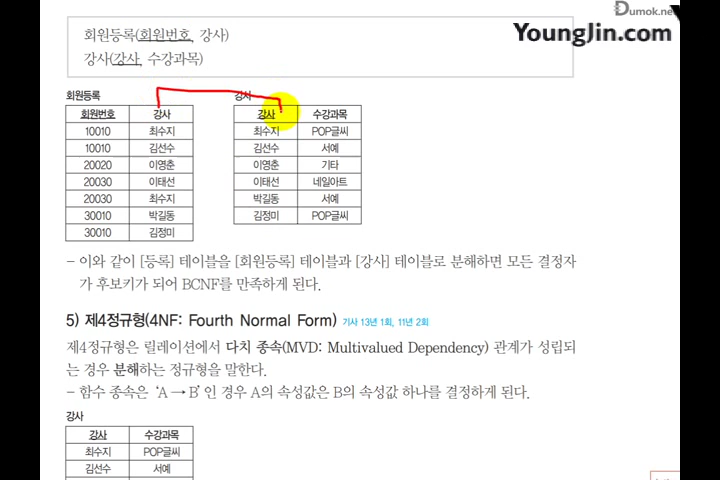 Dumok.ne
YoungJin.com
회원등록(회원번호, 강사)
강사(강사, 수강과목)
회원등록
회원번호 강사
10010 최수지
10010 김선수
20020 이영춘
20030 이태선
20030 최수지
30010 박길동
30010 김정미
강사
강사 수강과목
최수지 POP글씨
김선수 서예
이영춘 기타
이태선 네일아트
박길동 서예
김정미 POP글씨
– 이와 같이 [등록] 테이블을 [회원등록] 테이블과 [강사] 테이블로 분해하면 모든 결정자
가 후보키가 되어 BCNF를 만족하게 된다.
5) 제4정규형(4NF: Fourth Normal Form) 기사 13년 1회, 11년 2회
제4정규형은 릴레이션에서 다치 종속(MVD: Multivalued Dependency) 관계가 성립되
는 경우 분해하는 정규형을 말한다.
– 함수 종속은 ‘A → B’인 경우 A의 속성값은 B의 속성값 하나를 결정하게 된다.
강사
강사 수강과목
최수지 POP글씨
김선수 서예